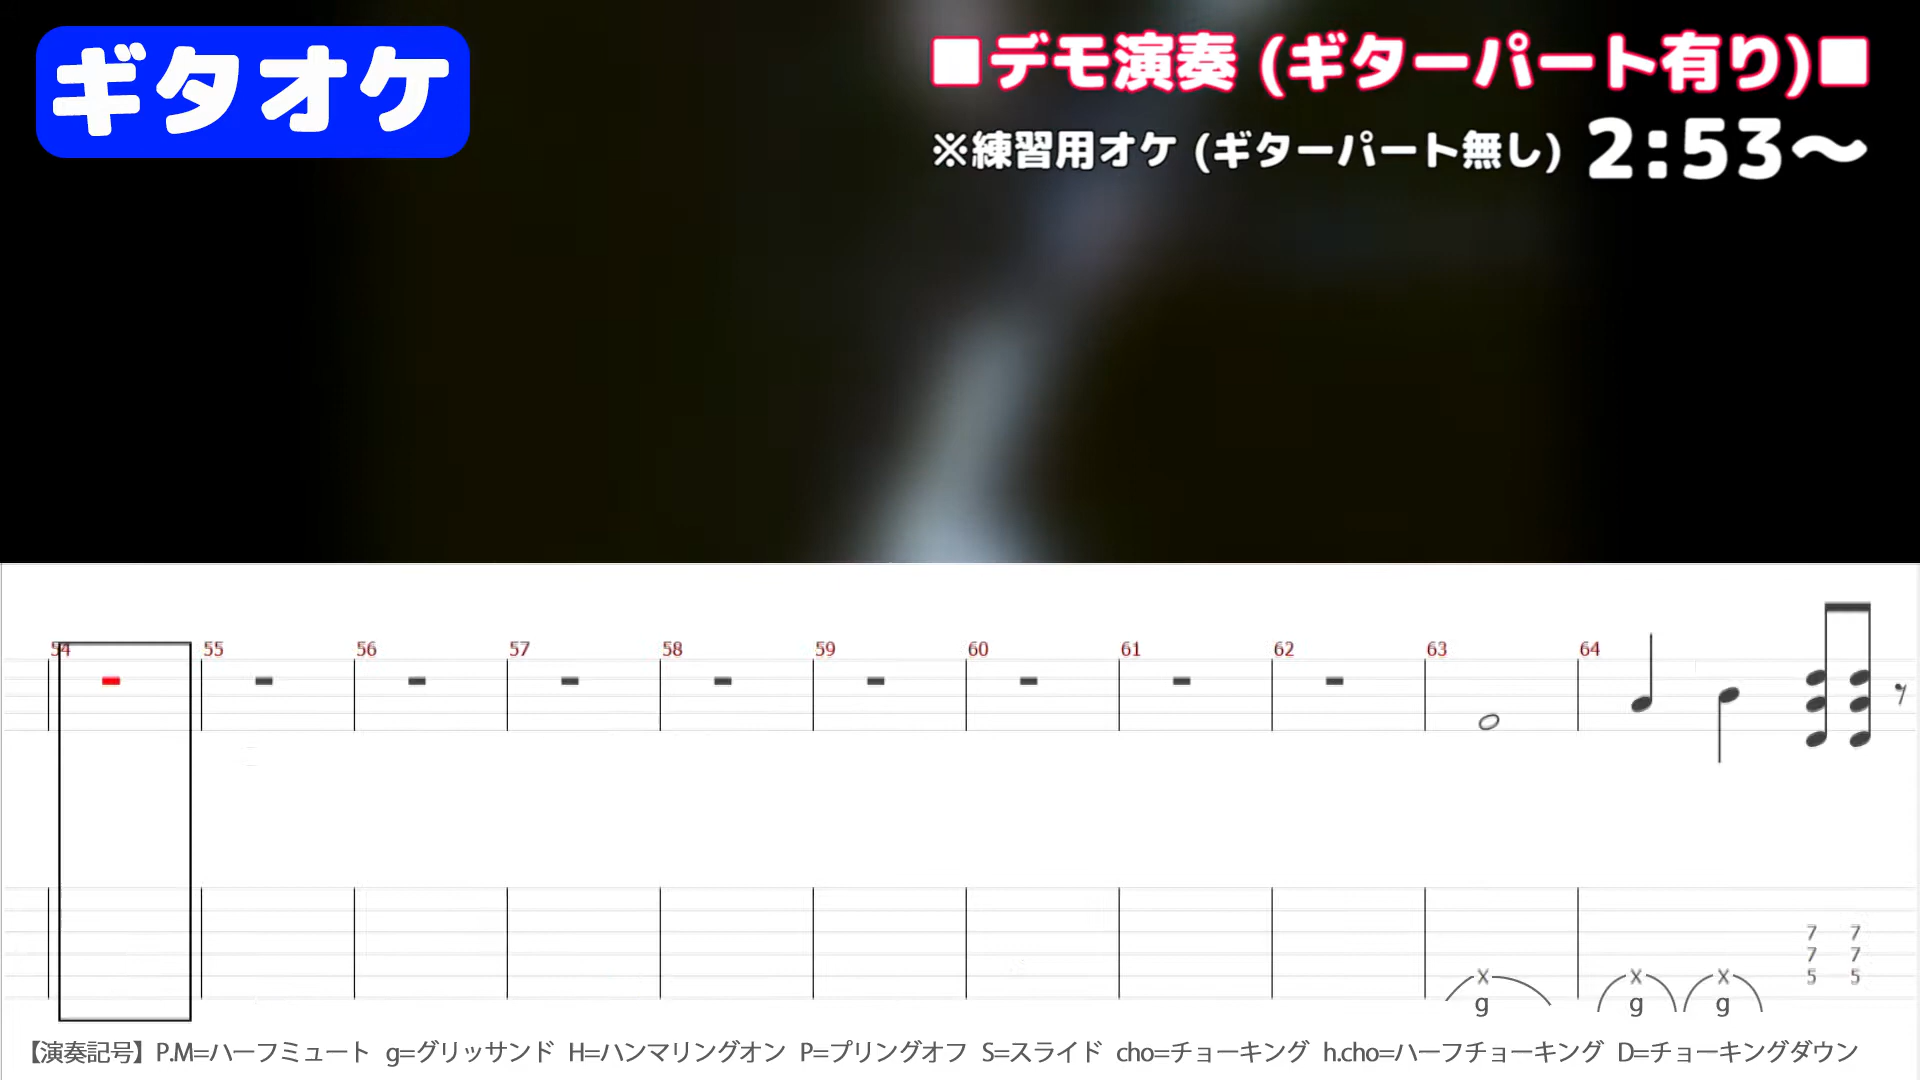 ギタオケ
■デモ演奏 (ギターパート有り)■
※練習用オケ (ギターパート無し) 2:53〜
54 55 56 57 58 59 60 61 62 63 64
7 7
7 7
X X X 5 5
g g g
【演奏記号】P.M=ハーフミュート g=グリッサンド H=ハンマリングオン P=プリングオフ S=スライド cho=チョーキング h.cho=ハーフチョーキング D=チョーキングダウン